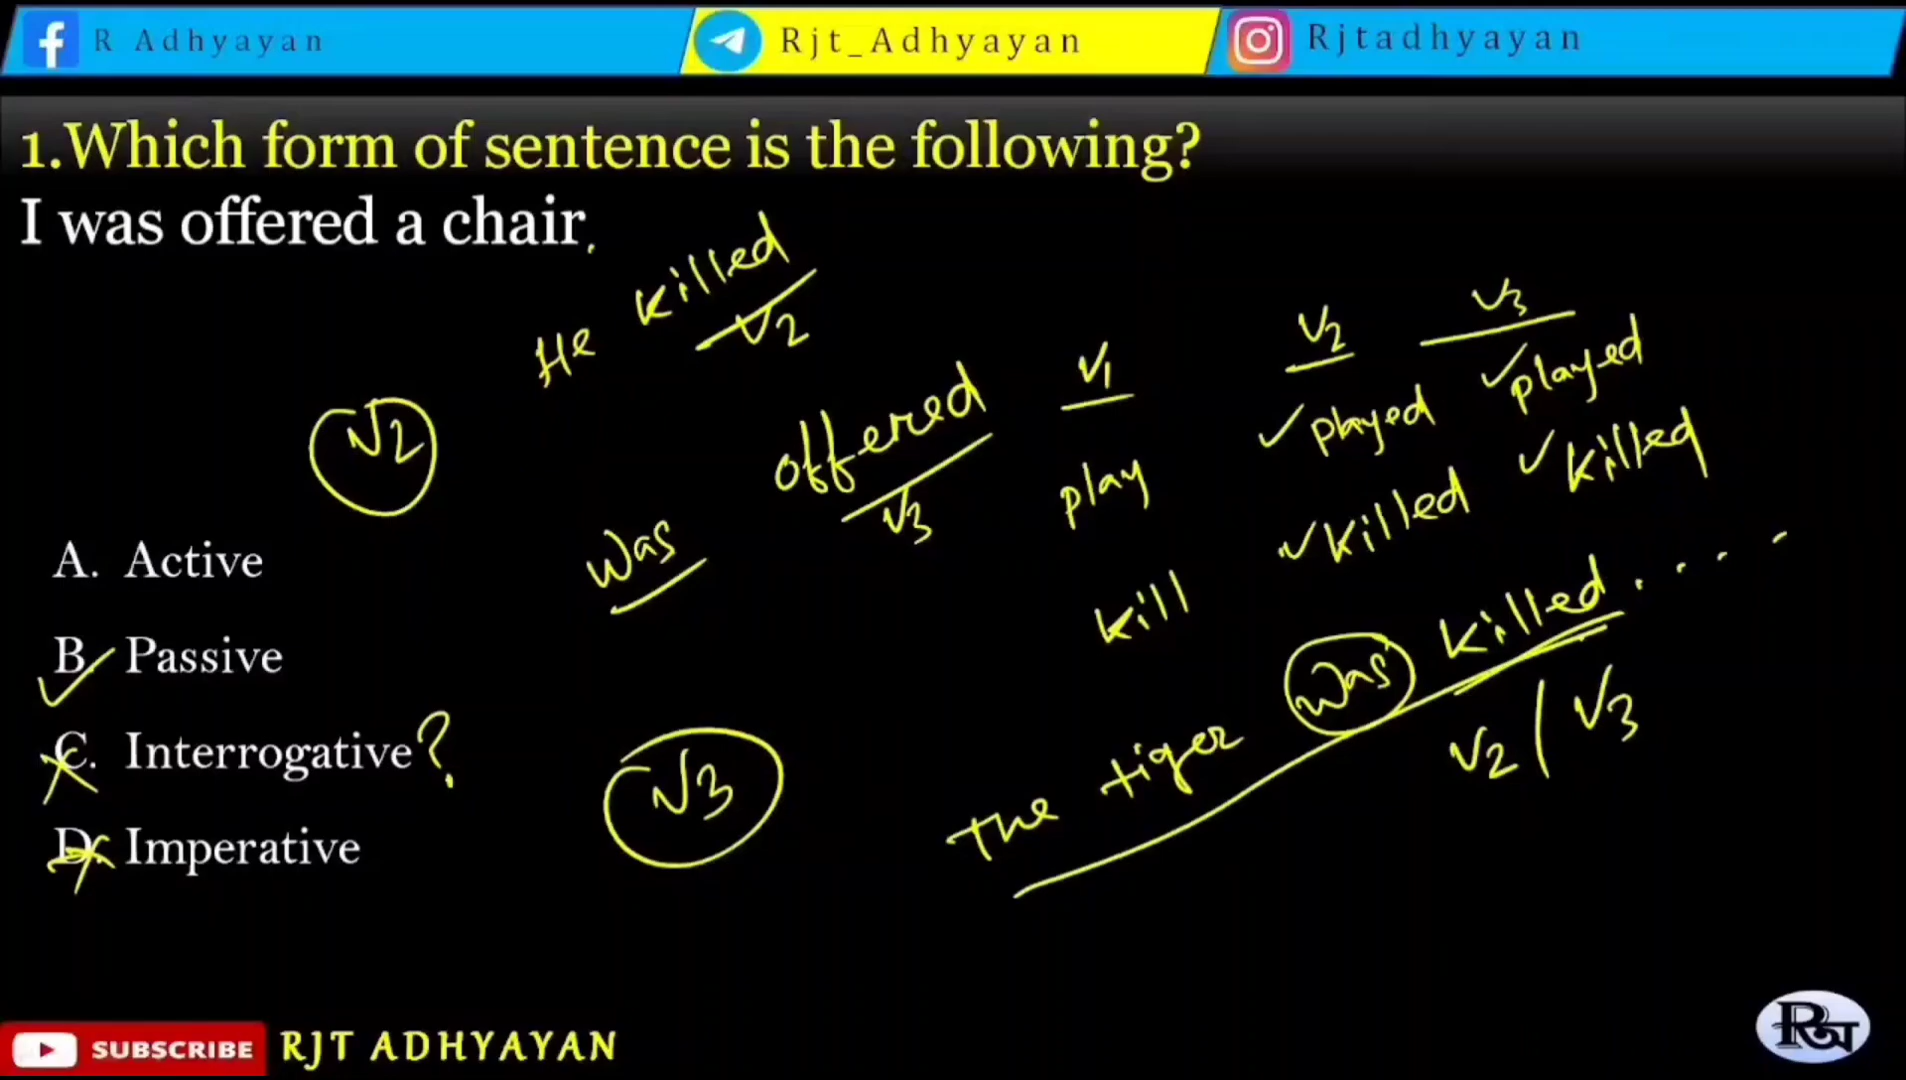 R Adhyayan
Rjt_Adhyayan
Rjtadhyayan
1.Which form of sentence is the following?
I was offered a chair.
He killed
V2
V2
was offered
V3
V1 V2 V3
play played played
kill killed killed
The tiger was killed....
V2 / V3
V3
A. Active
B. Passive
C. Interrogative?
D. Imperative
SUBSCRIBE RJT ADHYAYAN